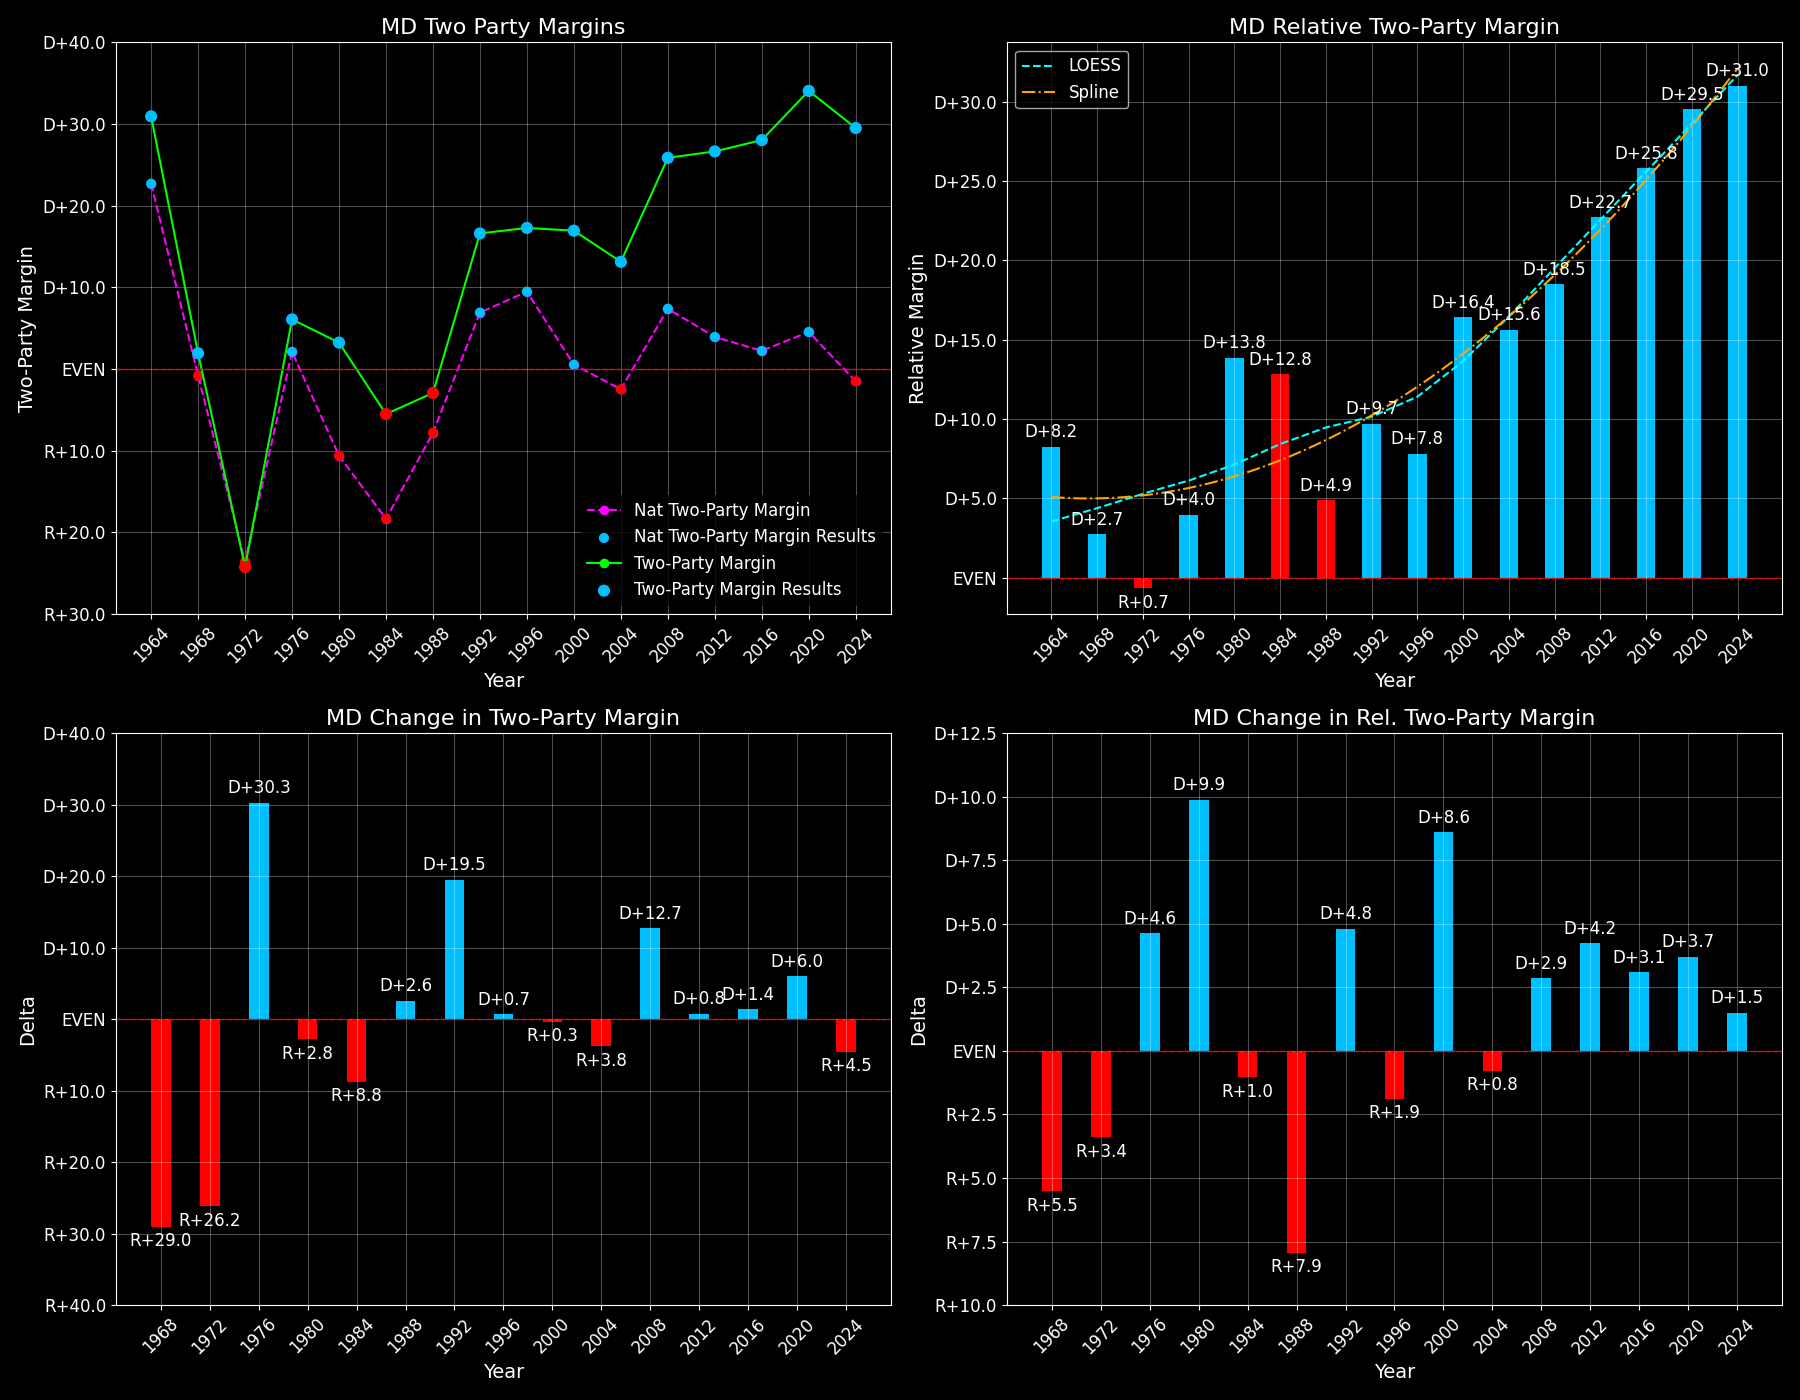 MD Two Party Margins
D+40.0
D+30.0
D+20.0
D+10.0
EVEN
R+10.0
R+20.0
R+30.0
Two-Party Margin
Nat Two-Party Margin
Nat Two-Party Margin Results
Two-Party Margin
Two-Party Margin Results
1964
1968
1972
1976
1980
1984
1988
1992
1996
2000
2004
2008
2012
2016
2020
2024
Year
MD Relative Two-Party Margin
LOESS
Spline
D+30.0
D+25.0
D+20.0
D+15.0
D+10.0
D+5.0
EVEN
Relative Margin
D+8.2
D+2.7
R+0.7
D+4.0
D+13.8
D+12.8
D+4.9
D+9.7
D+7.8
D+16.4
D+15.6
D+18.5
D+22.7
D+25.8
D+29.5
D+31.0
1964
1968
1972
1976
1980
1984
1988
1992
1996
2000
2004
2008
2012
2016
2020
2024
Year
MD Change in Two-Party Margin
D+40.0
D+30.0
D+20.0
D+10.0
EVEN
R+10.0
R+20.0
R+30.0
R+40.0
Delta
R+29.0
R+26.2
D+30.3
R+2.8
R+8.8
D+2.6
D+19.5
D+0.7
R+0.3
R+3.8
D+12.7
D+0.8
D+1.4
D+6.0
R+4.5
1968
1972
1976
1980
1984
1988
1992
1996
2000
2004
2008
2012
2016
2020
2024
Year
MD Change in Rel. Two-Party Margin
D+12.5
D+10.0
D+7.5
D+5.0
D+2.5
EVEN
R+2.5
R+5.0
R+7.5
R+10.0
Delta
R+5.5
R+3.4
D+4.6
D+9.9
R+1.0
R+7.9
D+4.8
R+1.9
D+8.6
R+0.8
D+2.9
D+4.2
D+3.1
D+3.7
D+1.5
1968
1972
1976
1980
1984
1988
1992
1996
2000
2004
2008
2012
2016
2020
2024
Year